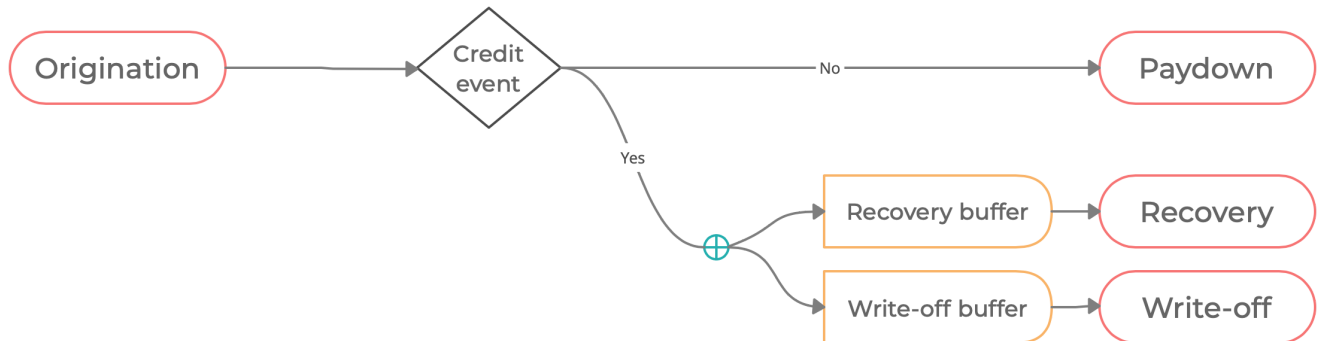 Origination
Credit
event
No
Paydown
Yes
Recovery buffer
Recovery
Write-off buffer
Write-off